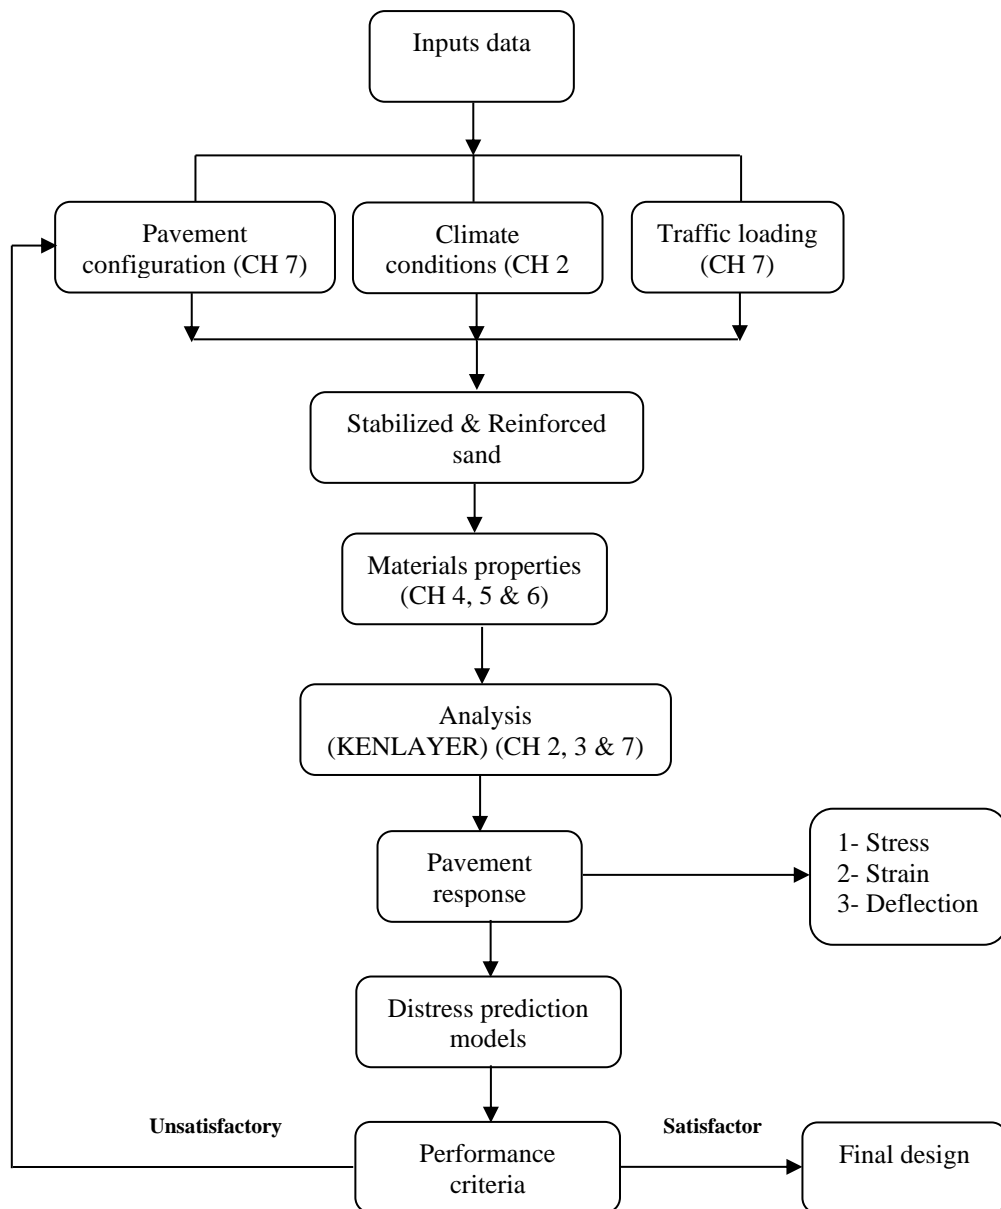 Inputs data
Pavement
configuration (CH 7)
Climate
conditions (CH 2
Traffic loading
(CH 7)
Stabilized & Reinforced
sand
Materials properties
(CH 4, 5 & 6)
Analysis
(KENLAYER) (CH 2, 3 & 7)
Pavement
response
1- Stress
2- Strain
3- Deflection
Distress prediction
models
Unsatisfactory
Performance
criteria
Satisfactor
Final design